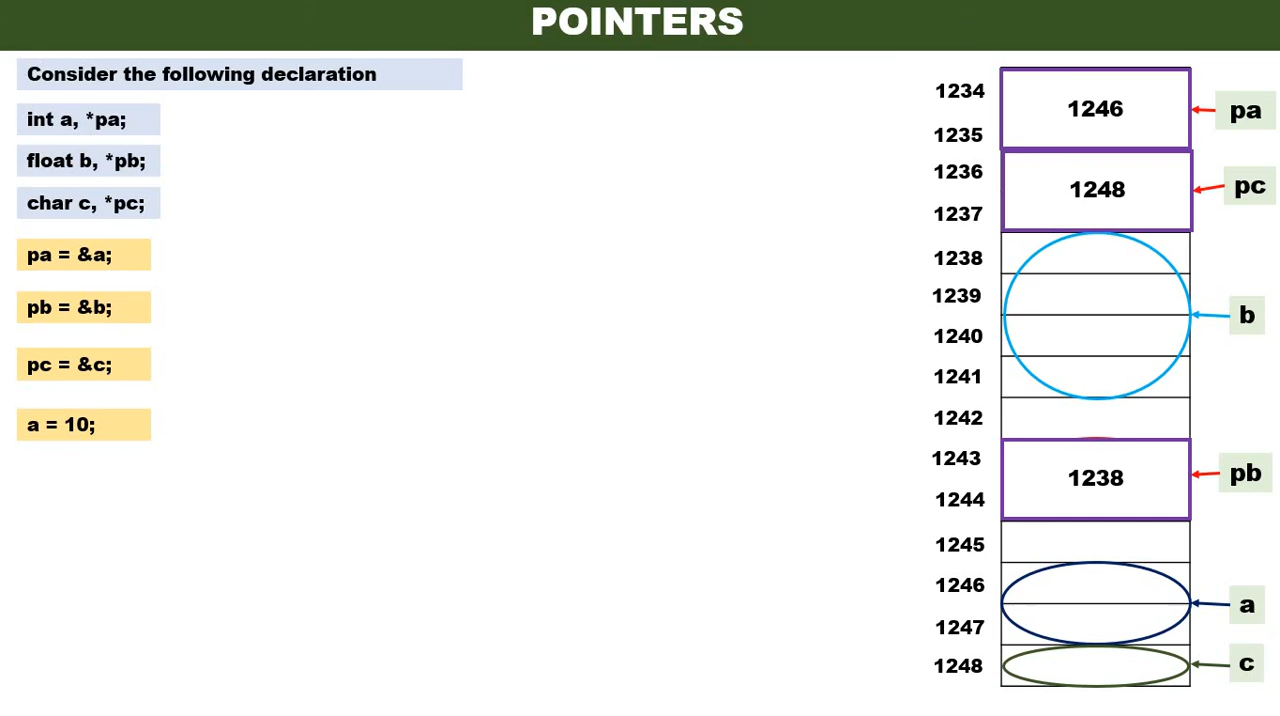 POINTERS
Consider the following declaration
int a, *pa;
float b, *pb;
char c, *pc;
pa = &a;
pb = &b;
pc = &c;
a = 10;
1234
1235
1246
pa
1236
1237
1248
pc
1238
1239
1240
1241
b
1242
1243
1244
1238
pb
1245
1246
1247
a
1248
c